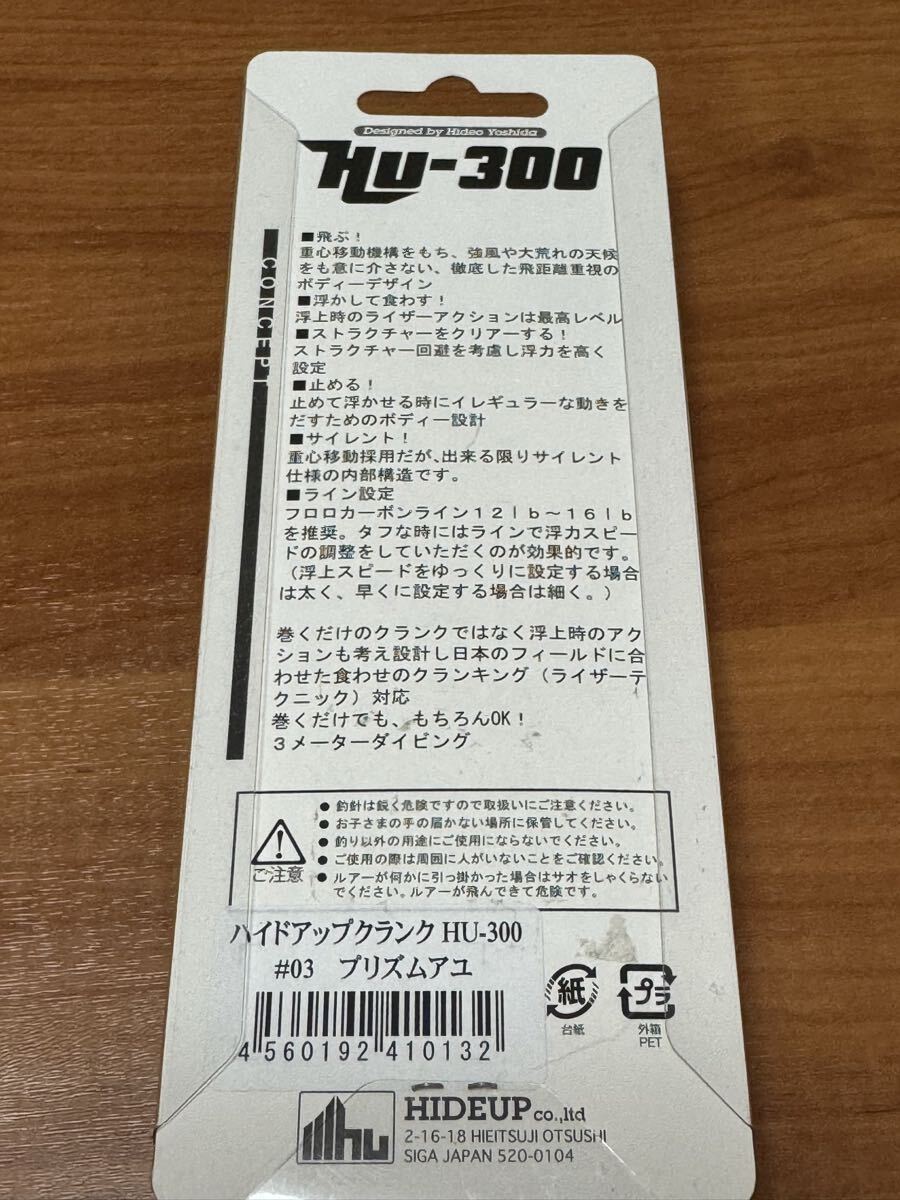 Designed by Hideo Yoshida
HU-300
CONCEPT
■飛ぶ！
重心移動機構をもち、強風や大荒れの天候
をも意に介さない、徹底した飛距離重視の
ボディーデザイン
■浮かして食わす！
浮上時のライザーアクションは最高レベル
■ストラクチャーをクリアーする！
ストラクチャー回避を考慮し浮力を高く
設定
■止める！
止めて浮かせる時にイレギュラーな動きを
だすためのボディー設計
■サイレント！
重心移動採用だが、出来る限りサイレント
仕様の内部構造です。
■ライン設定
フロロカーボンライン１２ｌｂ～１６ｌｂ
を推奨。タフな時にはラインで浮力スピー
ドの調整をしていただくのが効果的です。
（浮上スピードをゆっくりに設定する場合
は太く、早くに設定する場合は細く。）
巻くだけのクランクではなく浮上時のアク
ションも考え設計し日本のフィールドに合
わせた食わせのクランキング（ライザーテ
クニック）対応
巻くだけでも、もちろんOK！
３メーターダイビング
ご注意
● 釣針は鋭く危険ですので取扱いにご注意ください。
● お子さまの手の届かない場所に保管してください。
● 釣り以外の用途にご使用にならないでください。
● ご使用の際は周囲に人がいないことをご確認ください。
● ルアーが何かに引っ掛かった場合はサオをしゃくらない
でください。ルアーが飛んできて危険です。
ハイドアップクランク HU-300
#03 プリズムアユ
4 560192 410132
紙
台紙
プラ
外箱
PET
hu
HIDEUP co.,ltd
2-16-18 HIEITSUJI OTSUSHI
SIGA JAPAN 520-0104